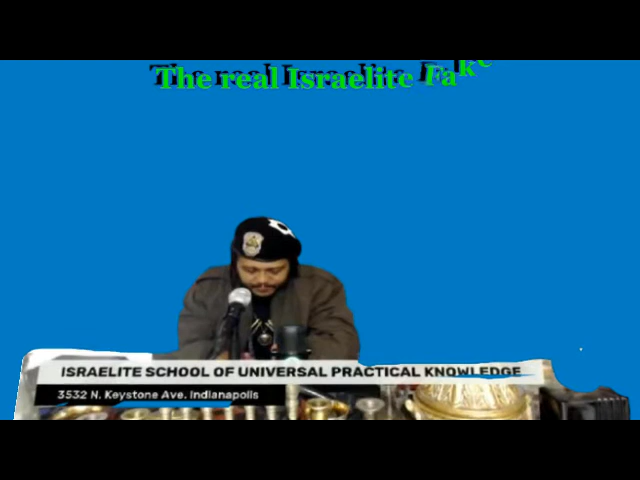 The real Israelite Fake
ISRAELITE SCHOOL OF UNIVERSAL PRACTICAL KNOWLEDGE
3532 N. Keystone Ave. Indianapolis